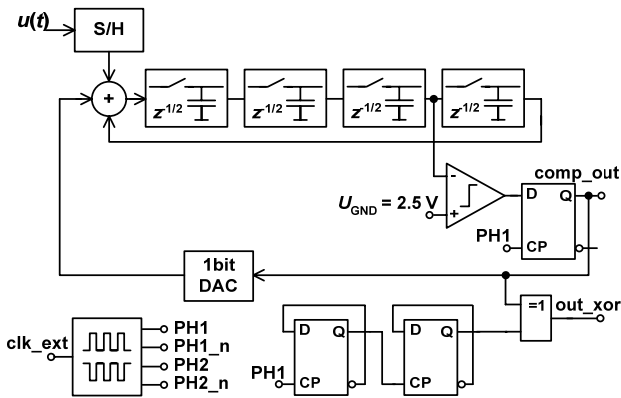 u(t)
S/H
+
z-1/2
z-1/2
z-1/2
z-1/2
comp_out
-
UGND = 2.5 V
+
D
Q
PH1
CP
1bit
DAC
=1
out_xor
clk_ext
PH1
PH1_n
PH2
PH2_n
D
Q
PH1
CP
D
Q
CP